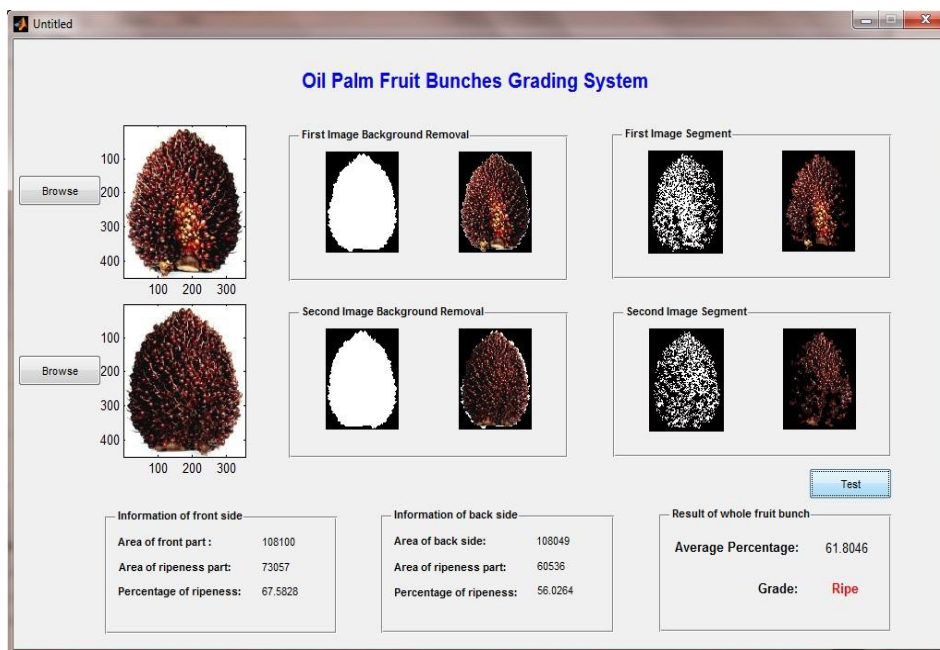 Untitled
Oil Palm Fruit Bunches Grading System
Browse
100
200
300
400
100 200 300
First Image Background Removal
First Image Segment
Browse
100
200
300
400
100 200 300
Second Image Background Removal
Second Image Segment
Test
Information of front side
Area of front part : 108100
Area of ripeness part: 73057
Percentage of ripeness: 67.5828
Information of back side
Area of back side: 108049
Area of ripeness part: 60536
Percentage of ripeness: 56.0264
Result of whole fruit bunch
Average Percentage: 61.8046
Grade: Ripe